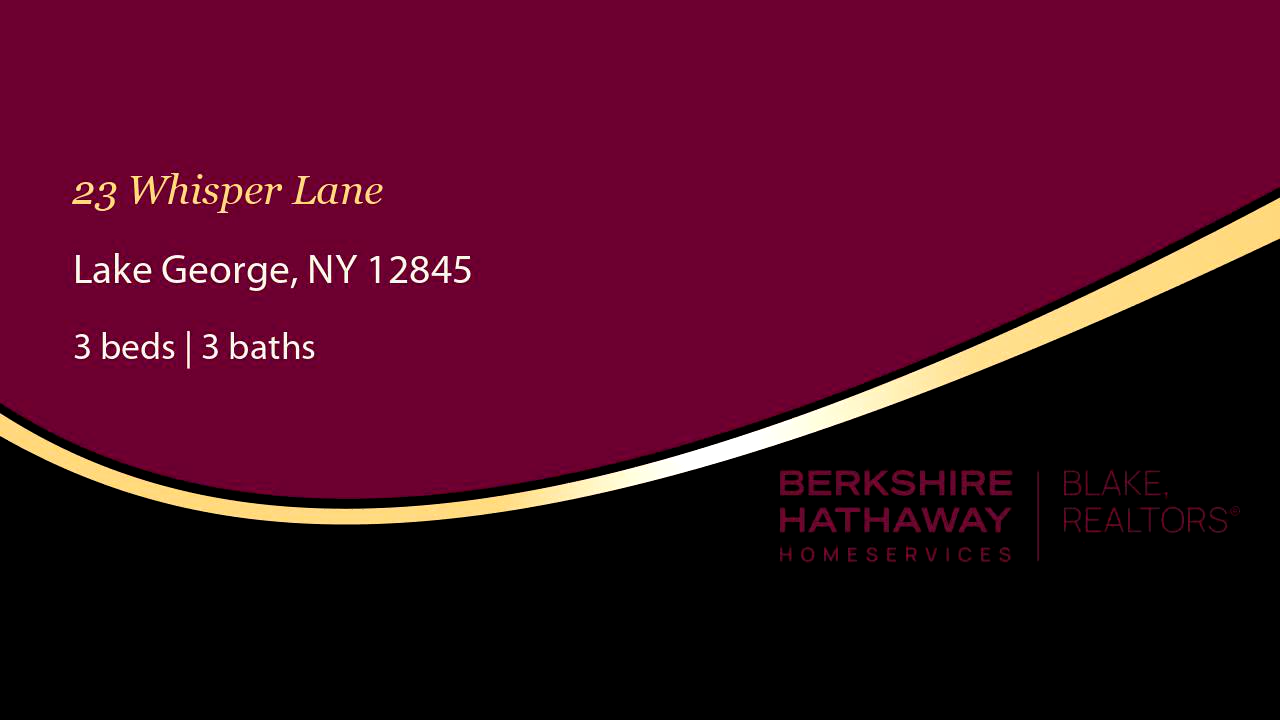 23 Whisper Lane
Lake George, NY 12845
3 beds | 3 baths
BERKSHIRE
HATHAWAY
HOMESERVICES
BLAKE,
REALTORS®